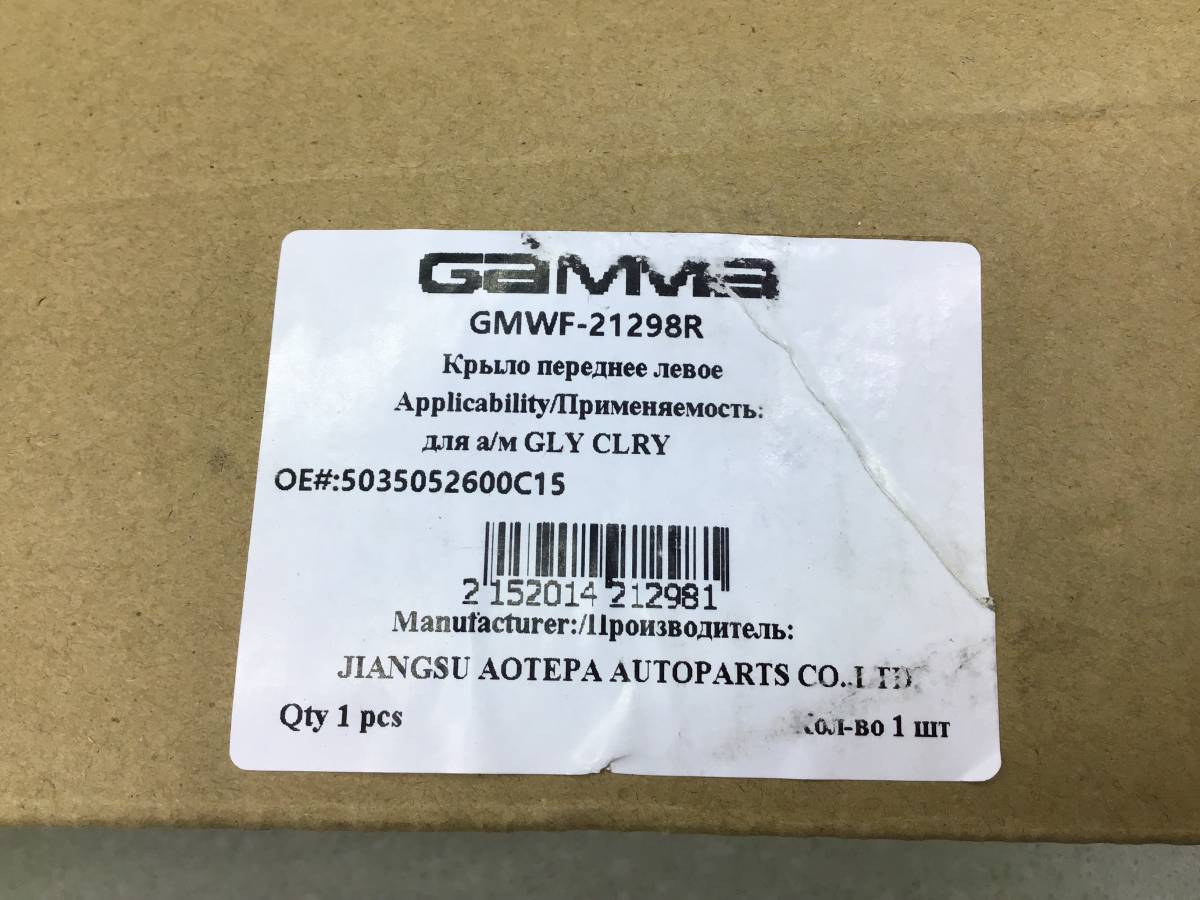 GaMMa
GMWF-21298R
Крыло переднее левое
Applicability/Применяемость:
для а/м GLY CLRY
OE#:5035052600C15
2 152014 212981
Manufacturer:/Производитель:
JIANGSU AOTEPA AUTOPARTS CO.,LTD
Qty 1 pcs Кол-во 1 шт